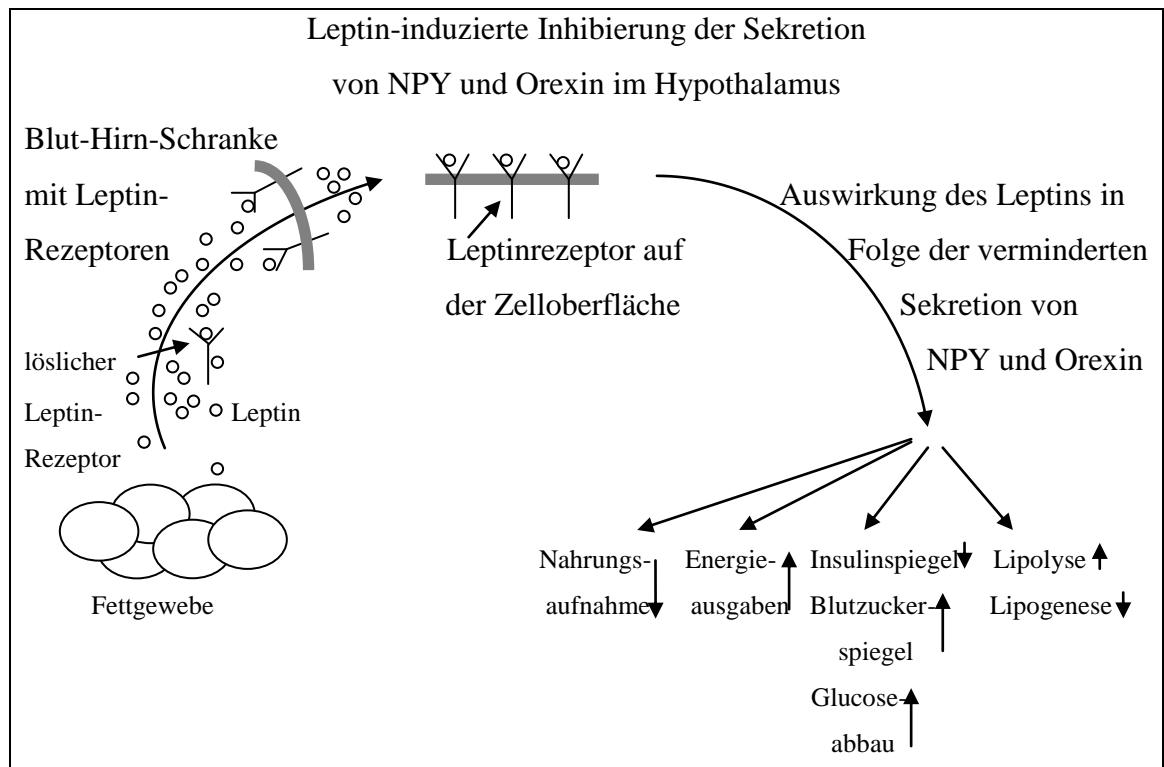 Leptin-induzierte Inhibierung der Sekretion
von NPY und Orexin im Hypothalamus
Blut-Hirn-Schranke
mit Leptin-
Rezeptoren
Leptinrezeptor auf
der Zelloberfläche
Auswirkung des Leptins in
Folge der verminderten
Sekretion von
NPY und Orexin
löslicher
Leptin-
Rezeptor
Leptin
Fettgewebe
Nahrungs-
aufnahme
Energie-
ausgaben
Insulinspiegel
Blutzucker-
spiegel
Glucose-
abbau
Lipolyse
Lipogenese